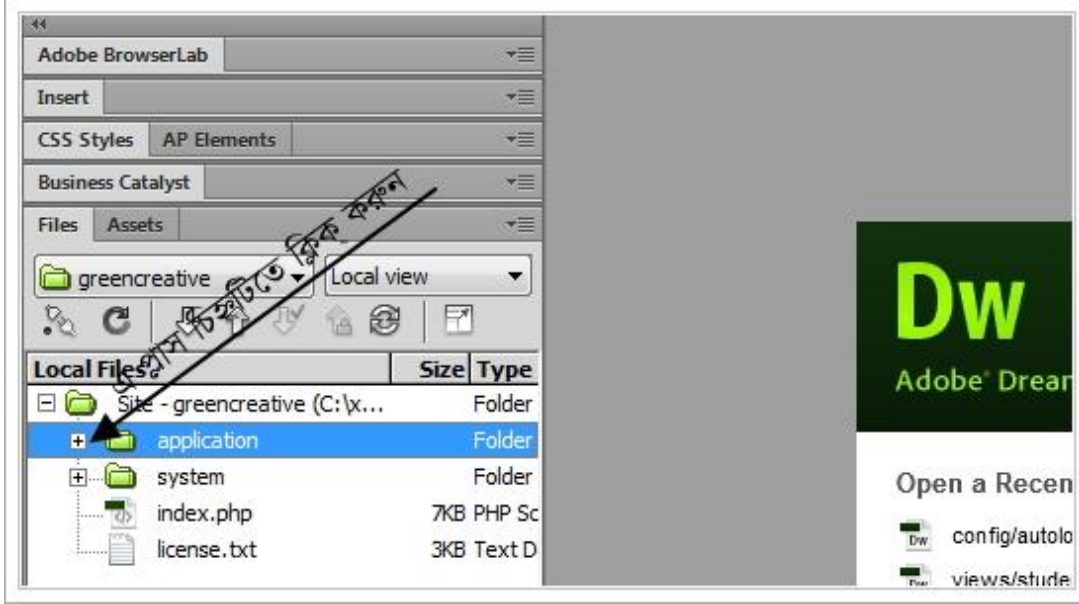 Adobe BrowserLab
Insert
CSS Styles AP Elements
Business Catalyst
Files Assets
greencreative Local view
এ প্লাস চিহ্নটিতে ক্লিক করুন
Local Files Size Type
Site - greencreative (C:\x... Folder
application Folder
system Folder
index.php 7KB PHP Sc
license.txt 3KB Text D
Dw
Adobe® Drear
Open a Recen
Dw config/autolo
Dw views/stude